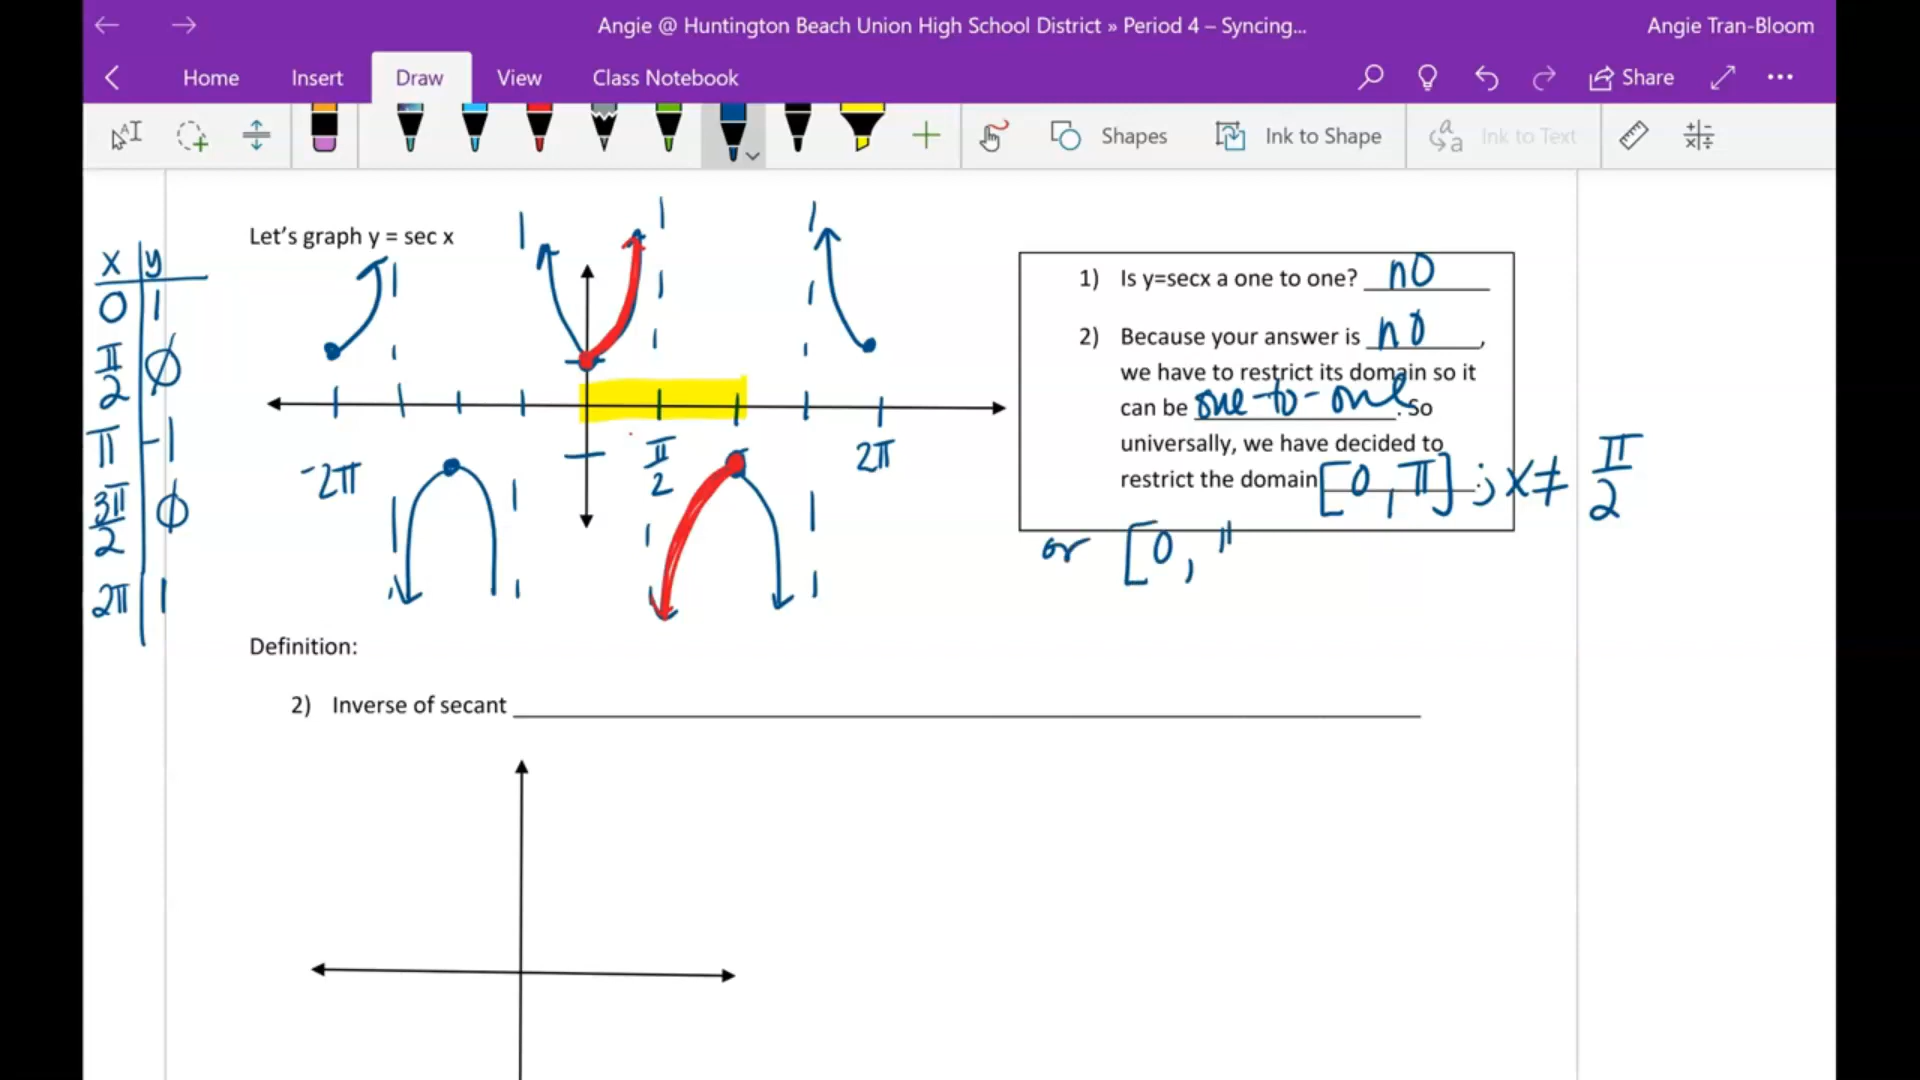 Angie @ Huntington Beach Union High School District » Period 4 – Syncing...
Angie Tran-Bloom
Home Insert Draw View Class Notebook Share
Shapes Ink to Shape Ink to Text
Let's graph y = sec x
x y
0 1
π/2 ∅
π -1
3π/2 ∅
2π 1
-2π π/2 2π
1) Is y=secx a one to one? no
2) Because your answer is no,
we have to restrict its domain so it
can be one-to-one. So
universally, we have decided to
restrict the domain [0, π] ; x ≠ π/2
or [0,
Definition:
2) Inverse of secant